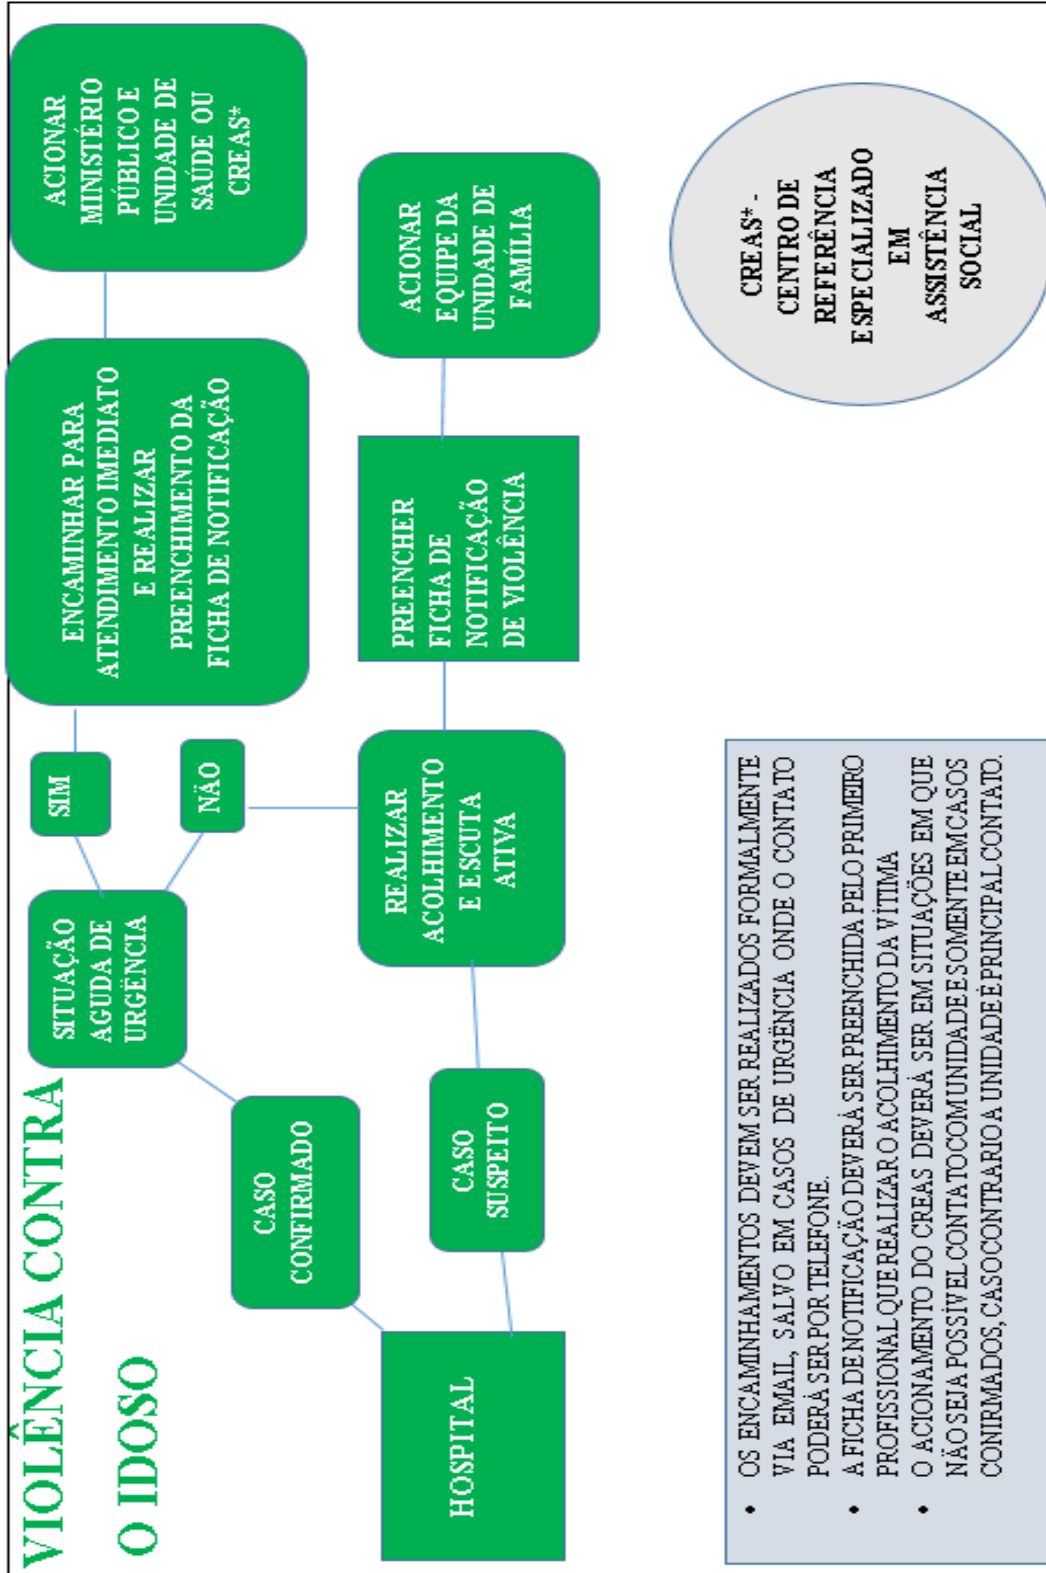 VIOLÊNCIA CONTRA
O IDOSO
HOSPITAL
CASO
CONFIRMADO
CASO
SUSPEITO
SITUAÇÃO
AGUDA DE
URGÊNCIA
SIM
NÃO
ENCAMINHAR PARA
ATENDIMENTO IMEDIATO
E REALIZAR
PREENCHIMENTO DA
FICHA DE NOTIFICAÇÃO
ACIONAR
MINISTÉRIO
PÚBLICO E
UNIDADE DE
SAÚDE OU
CREAS*
REALIZAR
ACOLHIMENTO
E ESCUTA
ATIVA
PREENCHER
FICHA DE
NOTIFICAÇÃO
DE VIOLÊNCIA
ACIONAR
EQUIPE DA
UNIDADE DE
FAMÍLIA
• OS ENCAMINHAMENTOS DEVEM SER REALIZADOS FORMALMENTE
VIA EMAIL, SALVO EM CASOS DE URGÊNCIA ONDE O CONTATO
PODERÁ SER POR TELEFONE.
• A FICHA DE NOTIFICAÇÃO DEVERÁ SER PREENCHIDA PELO PRIMEIRO
PROFISSIONAL QUE REALIZAR O ACOLHIMENTO DA VÍTIMA
• O ACIONAMENTO DO CREAS DEVERÁ SER EM SITUAÇÕES EM QUE
NÃO SEJA POSSÍVEL CONTATO COM UNIDADE E SOMENTE EM CASOS
CONIRMADOS, CASO CONTRARIO A UNIDADE É PRINCIPAL CONTATO.
CREAS* -
CENTRO DE
REFERÊNCIA
ESPECIALIZADO
EM
ASSISTÊNCIA
SOCIAL